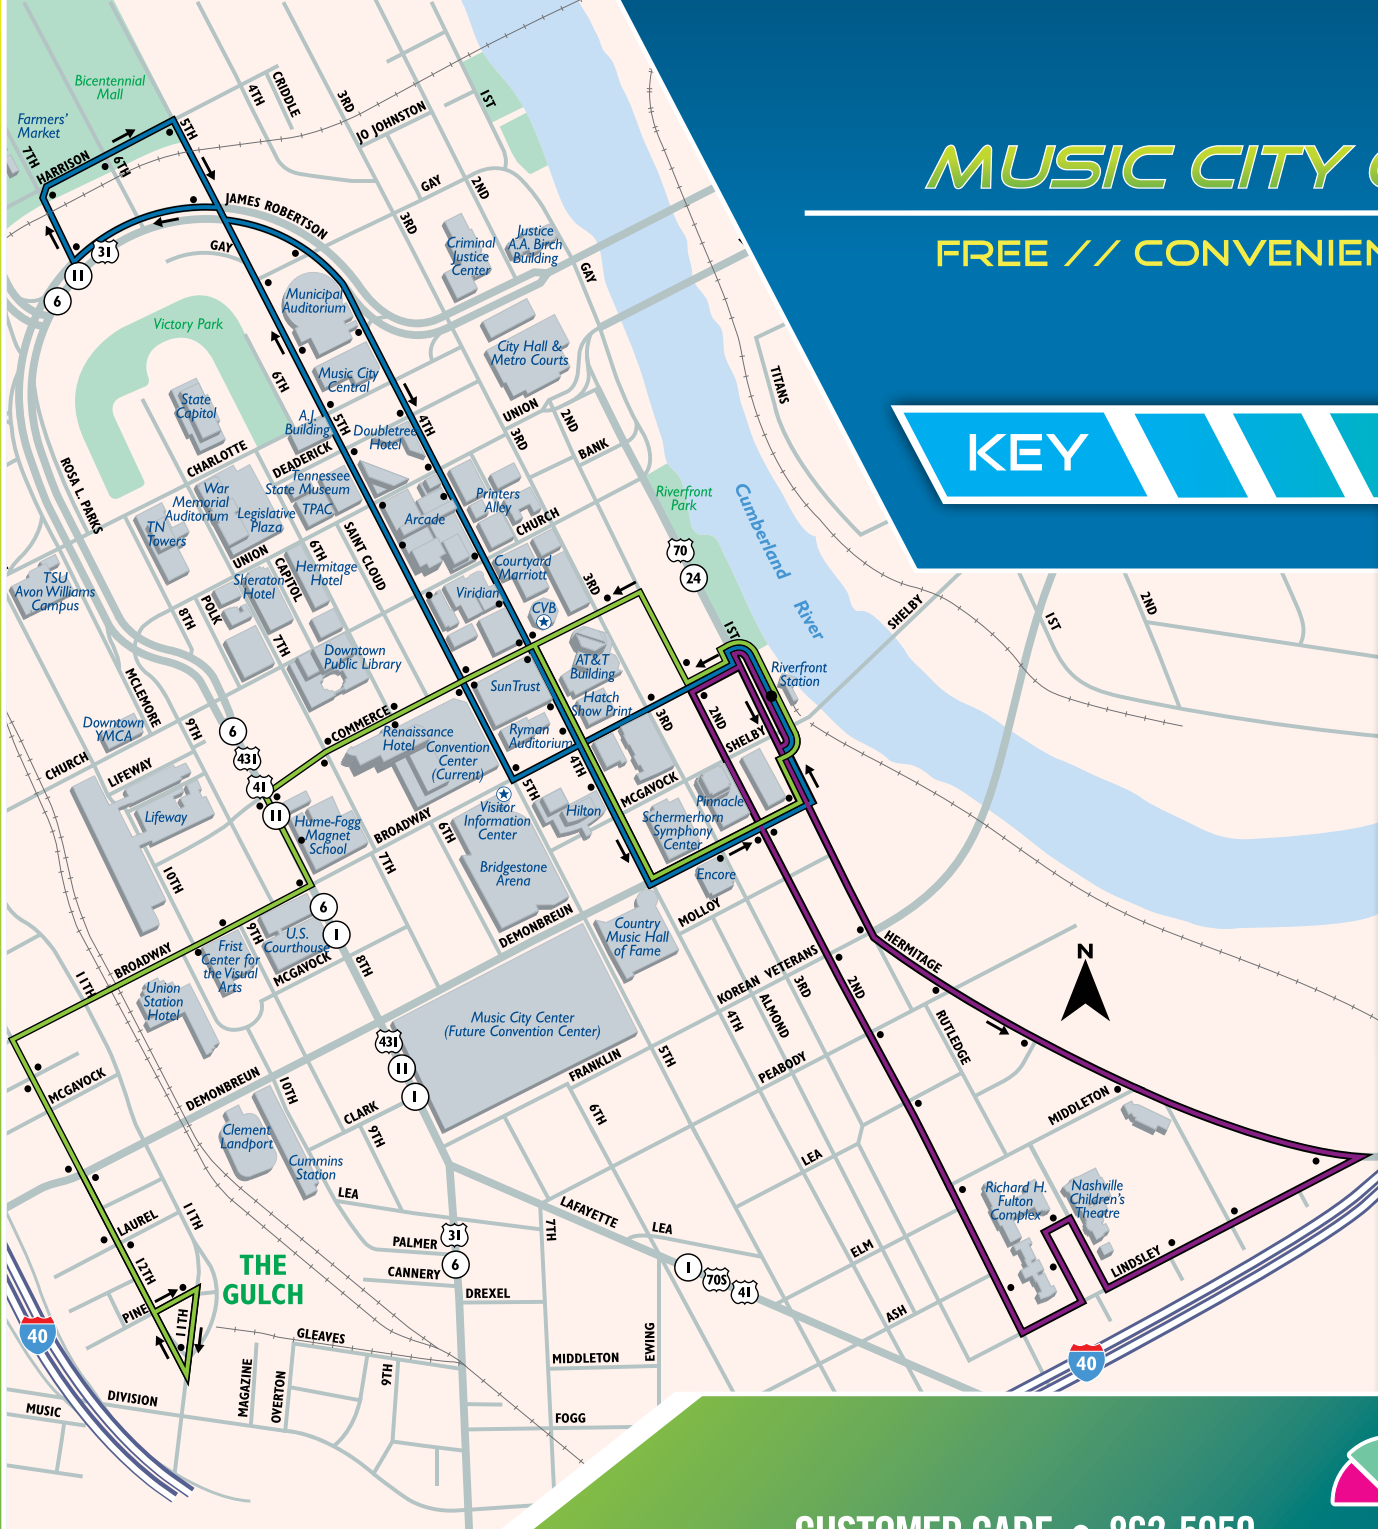 MUSIC CITY
FREE // CONVENIEN
KEY
Bicentennial
Mall
Farmers'
Market
7TH
HARRISON
6TH
5TH
4TH
CRIDDLE
3RD
JO JOHNSTON
1ST
GAY
2ND
3RD
JAMES ROBERTSON
GAY
31
11
6
Criminal
Justice
Center
Justice
A.A. Birch
Building
GAY
Municipal
Auditorium
Victory Park
City Hall &
Metro Courts
Music City
Central
6TH
State
Capitol
A.J.
Building
5TH
Doubletree
Hotel
4TH
UNION
3RD
2ND
BANK
TITANS
CHARLOTTE
DEADERICK
ROSA L. PARKS
War
Memorial
Auditorium
Tennessee
State Museum
TPAC
Legislative
Plaza
TN
Towers
Printers
Alley
Arcade
CHURCH
Riverfront
Park
Cumberland
River
70
24
UNION
6TH
SAINT CLOUD
CAPITOL
Hermitage
Hotel
Sheraton
Hotel
Courtyard
Marriott
3RD
Viridian
CVB
TSU
Avon Williams
Campus
8TH
POLK
7TH
Downtown
Public Library
1ST
SHELBY
1ST
2ND
AT&T
Building
SunTrust
Hatch
Show Print
Riverfront
Station
MCLEMORE
9TH
Downtown
YMCA
COMMERCE
Renaissance
Hotel
Convention
Center
(Current)
Ryman
Auditorium
3RD
2ND
SHELBY
6
431
41
11
CHURCH
LIFEWAY
Lifeway
4TH
5TH
MCGAVOCK
Pinnacle
Schermerhorn
Symphony
Center
Hilton
Visitor
Information
Center
Hume-Fogg
Magnet
School
BROADWAY
6TH
7TH
Bridgestone
Arena
Encore
10TH
DEMONBREUN
MOLLOY
Country
Music Hall
of Fame
6
1
U.S.
Courthouse
9TH
Frist
Center for
the Visual
Arts
MCGAVOCK
8TH
BROADWAY
11TH
Union
Station
Hotel
HERMITAGE
N
KOREAN VETERANS
3RD
2ND
ALMOND
4TH
RUTLEDGE
Music City Center
(Future Convention Center)
431
11
1
FRANKLIN
5TH
PEABODY
MCGAVOCK
DEMONBREUN
10TH
CLARK
9TH
6TH
MIDDLETON
Clement
Landport
Cummins
Station
LEA
LEA
Richard H.
Fulton
Complex
Nashville
Children's
Theatre
LAUREL
11TH
12TH
PINE
11TH
THE
GULCH
PALMER
31
CANNERY
6
7TH
LAFAYETTE
LEA
ELM
LINDSLEY
1
70S
41
DREXEL
ASH
40
GLEAVES
EWING
MIDDLETON
40
MAGAZINE
OVERTON
9TH
DIVISION
MUSIC
FOGG
CUSTOMER CARE • 862-5950